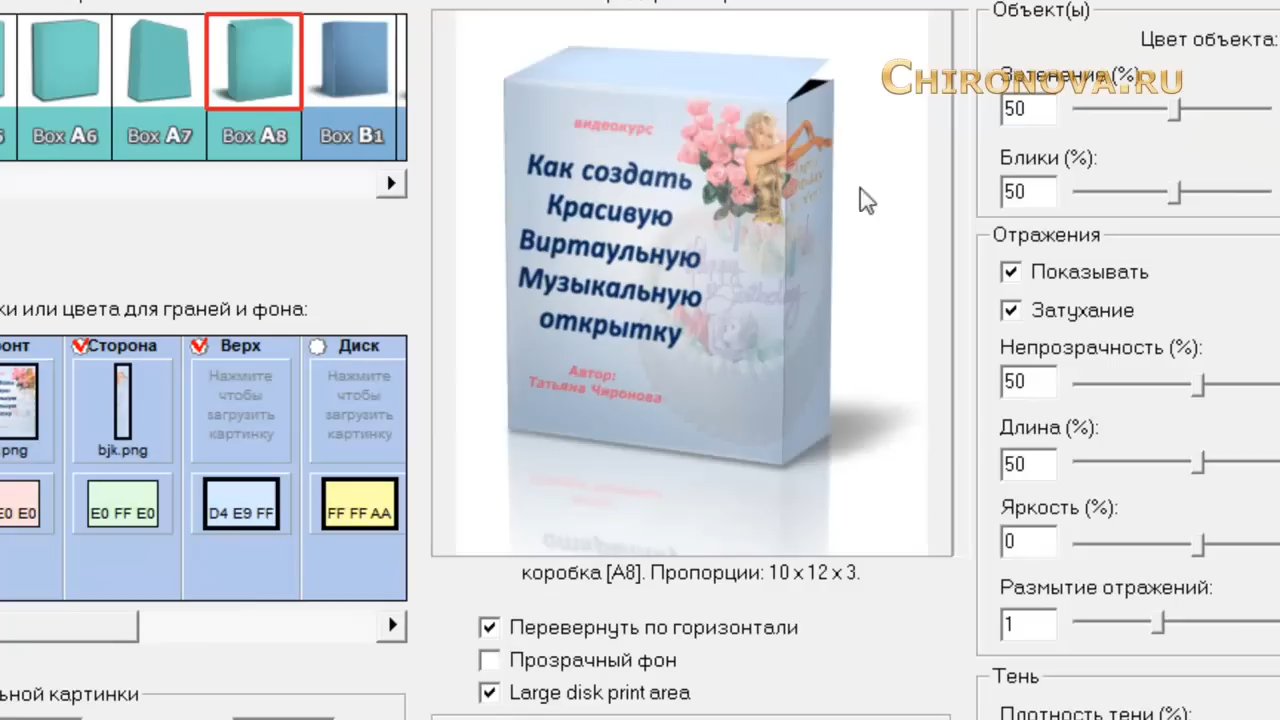 Объект(ы)
Цвет объекта:
CHIRONOVA.RU
Затенение (%)
50
Блики (%):
50
Box A6
Box A7
Box A8
Box B1
видеокурс
Как создать
Красивую
Виртаульную
Музыкальную
открытку
Автор:
Татьяна Чиронова
Отражения
Показывать
Затухание
Непрозрачность (%):
50
Длина (%):
50
Яркость (%):
0
Размытие отражений:
1
ки или цвета для граней и фона:
онт
Сторона
Верх
Диск
Нажмите
чтобы
загрузить
картинку
Нажмите
чтобы
загрузить
картинку
.png
bjk.png
E0 E0
E0 FF E0
D4 E9 FF
FF FF AA
коробка [A8]. Пропорции: 10 x 12 x 3.
Перевернуть по горизонтали
Прозрачный фон
Large disk print area
ьной картинки
Тень
Плотность тени (%):